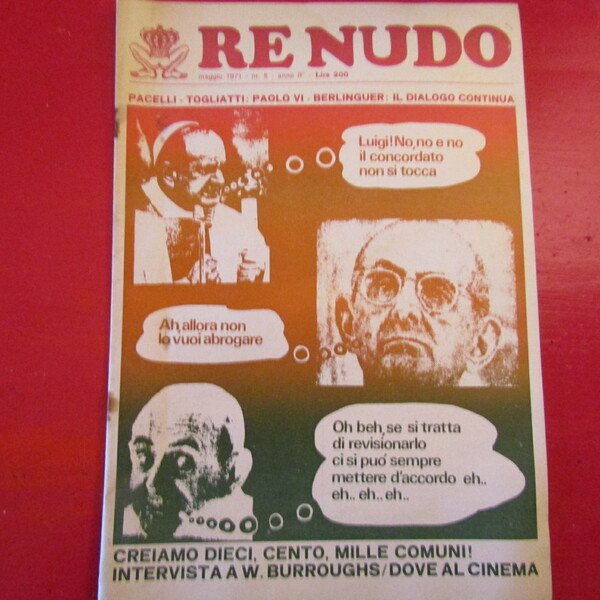 RE NUDO
maggio 1971 - nr. 5 - anno II° - Lire 200
PACELLI - TOGLIATTI: PAOLO VI - BERLINGUER: IL DIALOGO CONTINUA
Luigi! No, no e no
il concordato
non si tocca
Ah, allora non
lo vuoi abrogare
Oh beh, se si tratta
di revisionarlo
ci si puó sempre
mettere d'accordo eh..
eh.. eh.. eh..
CREIAMO DIECI, CENTO, MILLE COMUNI!
INTERVISTA A W. BURROUGHS/DOVE AL CINEMA